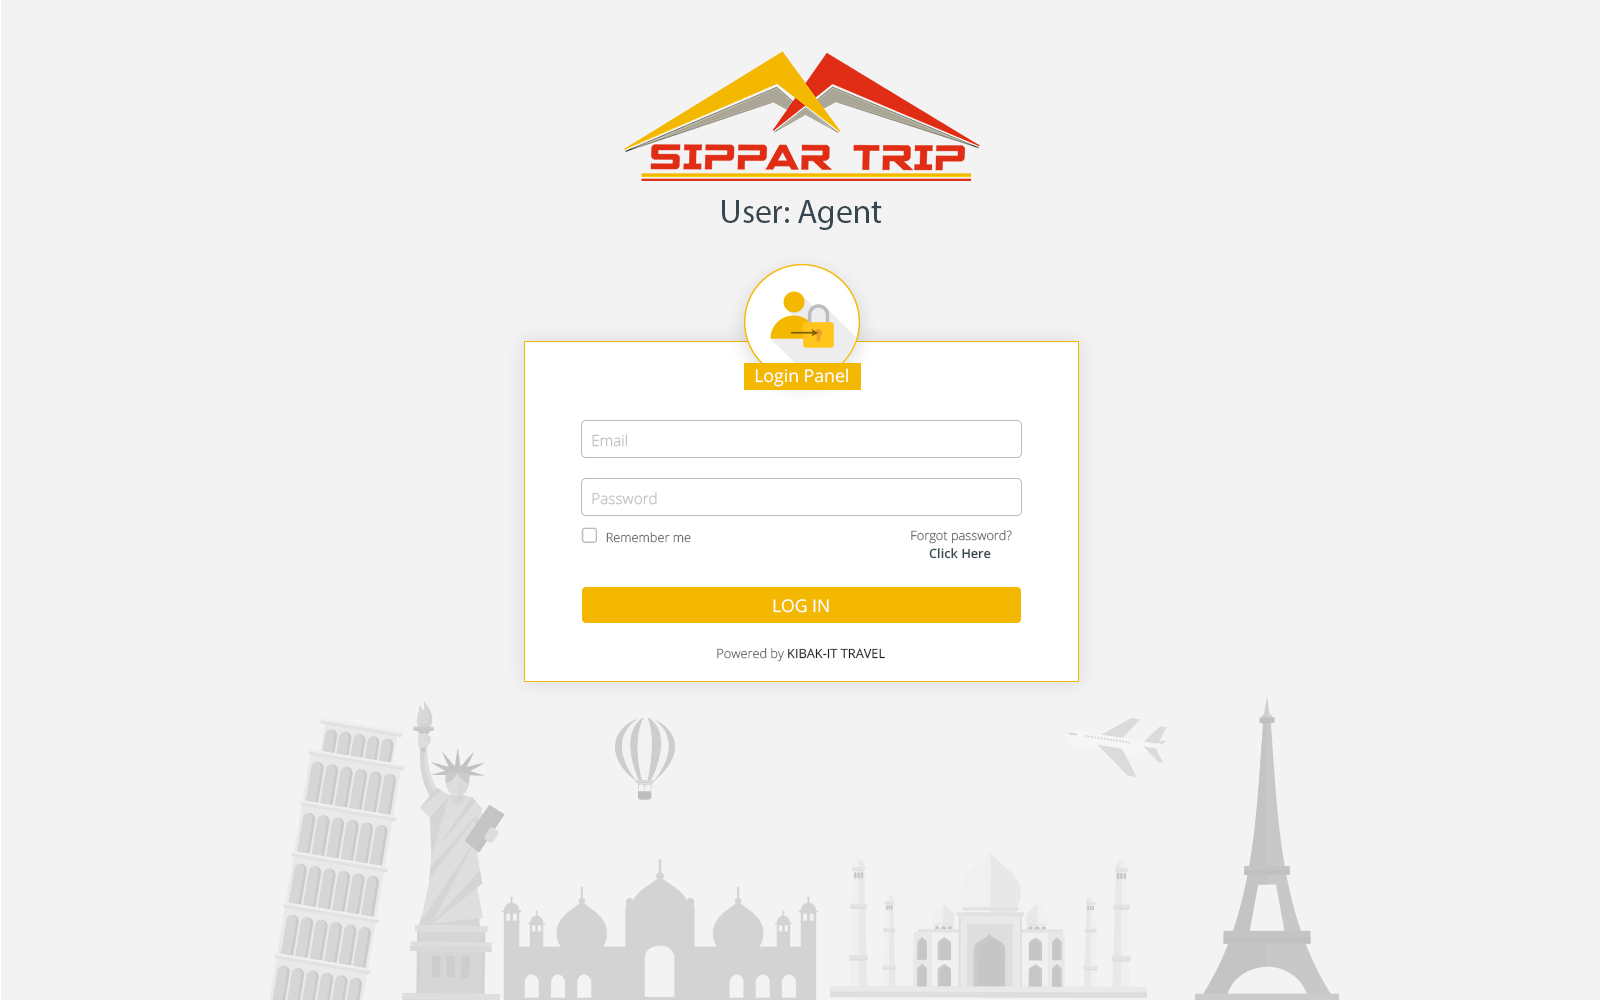 SIPPAR TRIP
User: Agent
Login Panel
Email
Password
Remember me
Forgot password?
Click Here
LOG IN
Powered by KIBAK-IT TRAVEL